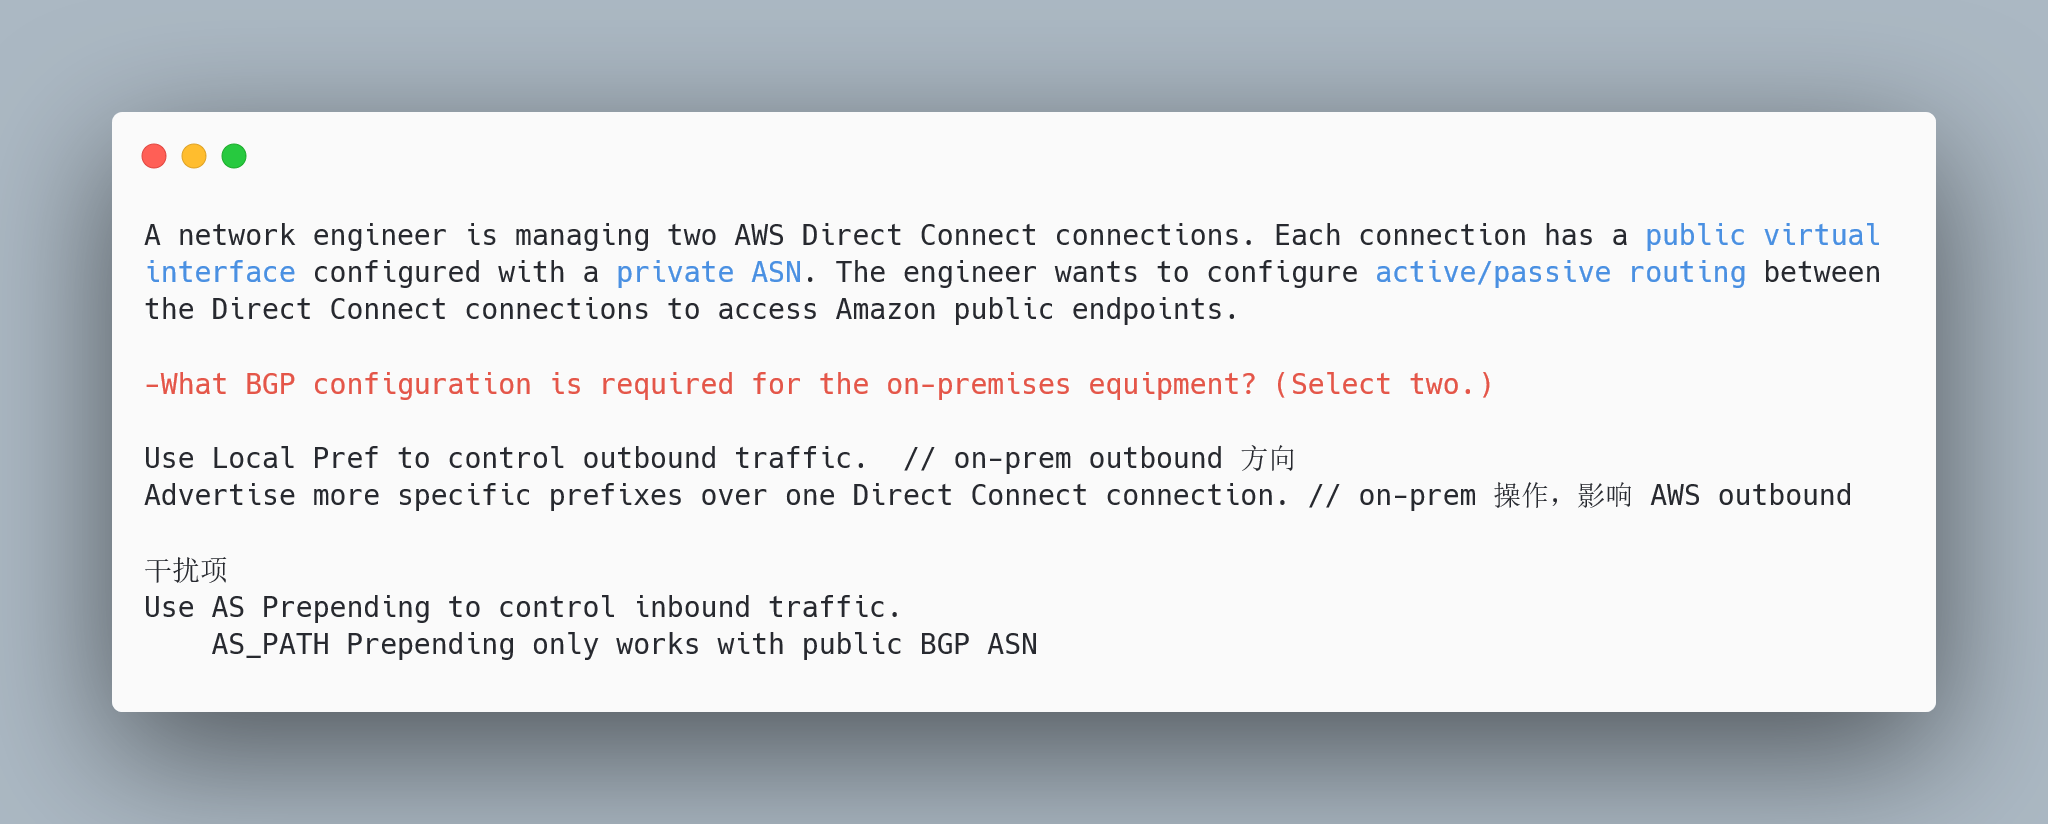 A network engineer is managing two AWS Direct Connect connections. Each connection has a public virtual
interface configured with a private ASN. The engineer wants to configure active/passive routing between
the Direct Connect connections to access Amazon public endpoints.
-What BGP configuration is required for the on-premises equipment? (Select two.)
Use Local Pref to control outbound traffic.  // on-prem outbound 方向
Advertise more specific prefixes over one Direct Connect connection. // on-prem 操作，影响 AWS outbound
干扰项
Use AS Prepending to control inbound traffic.
    AS_PATH Prepending only works with public BGP ASN